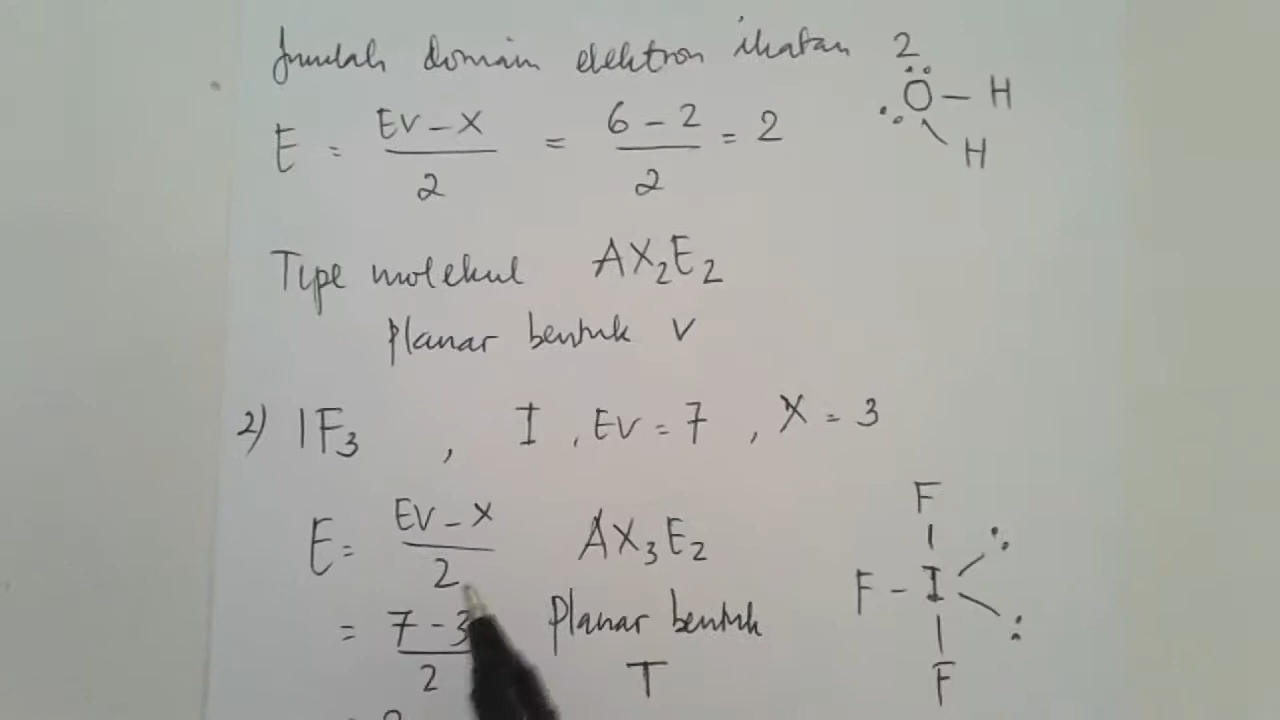 Jumlah domain elektron ikatan 2
E = EV - X / 2 = 6 - 2 / 2 = 2
O - H
H
Tipe molekul AX₂E₂
planar bentuk V
2) IF₃ , I , EV = 7 , X = 3
E = EV - X / 2 AX₃E₂
= 7 - 3 / 2 Planar bentuk
T
F
F - I
F